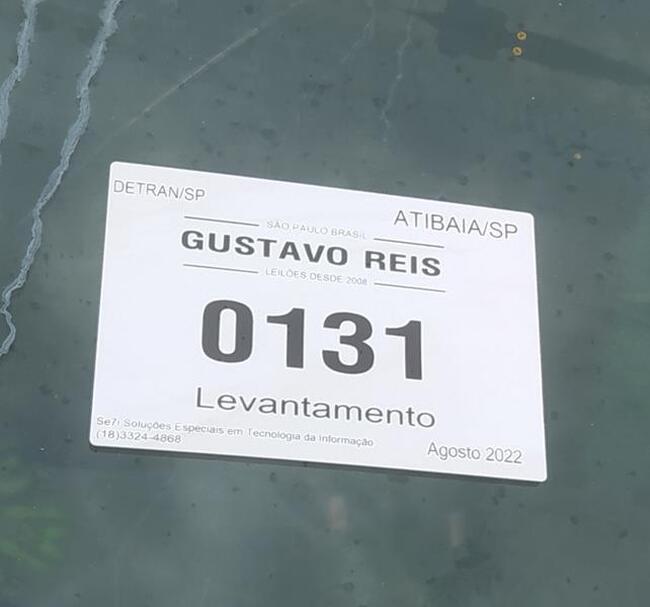 DETRAN/SP
ATIBAIA/SP
SÃO PAULO BRASIL
GUSTAVO REIS
LEILÕES DESDE 2008
0131
Levantamento
Se7i Soluções Especiais em Tecnologia da Informação
(18)3324-4868
Agosto 2022